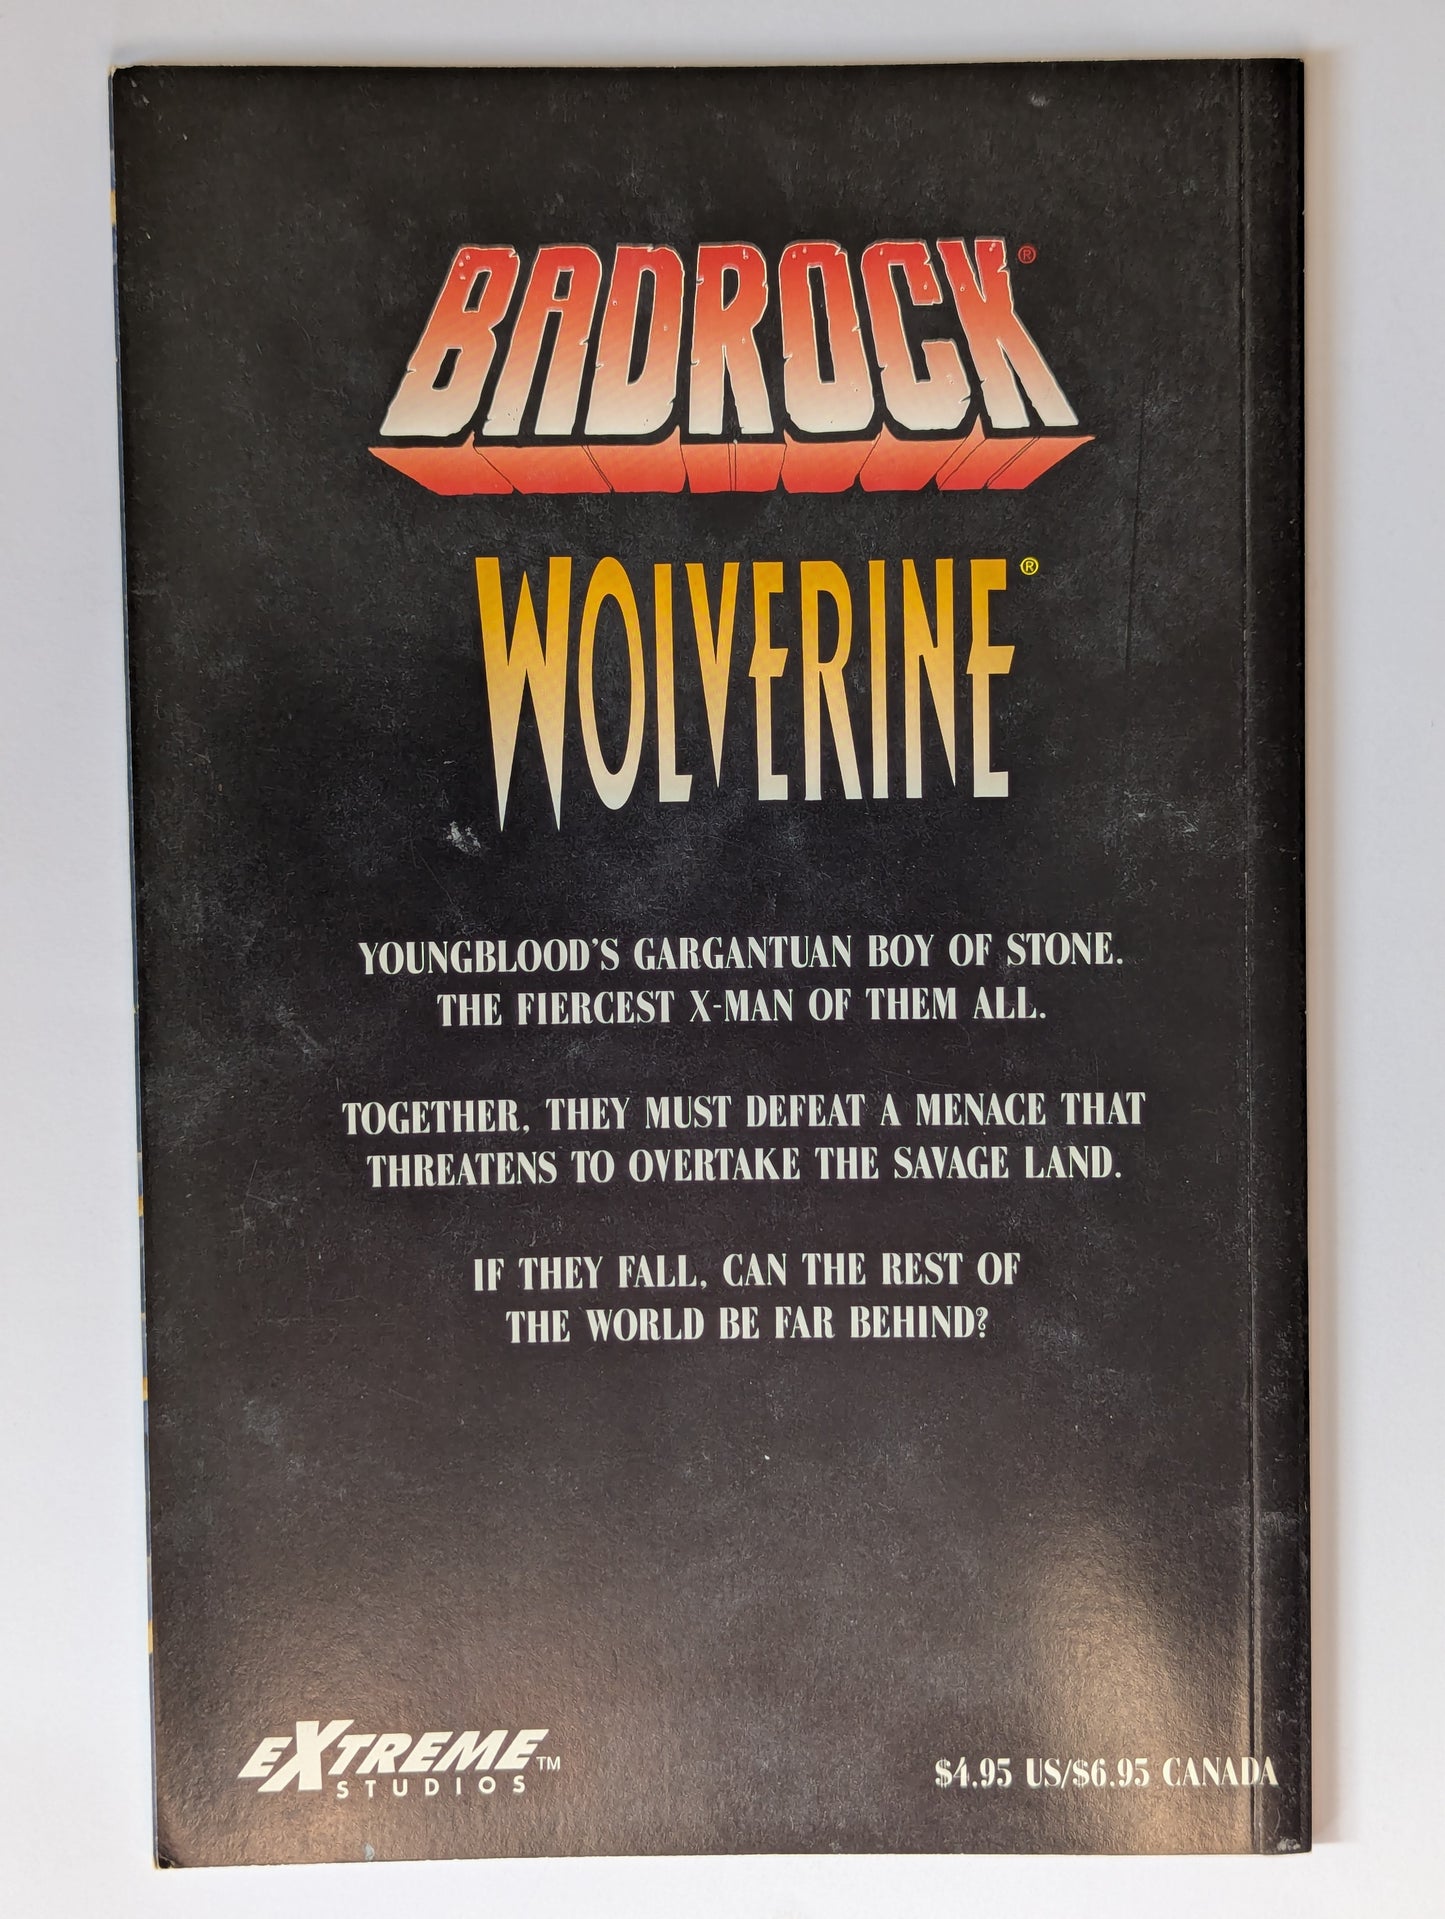 BADROCK®
WOLVERINE®
YOUNGBLOOD'S GARGANTUAN BOY OF STONE.
THE FIERCEST X-MAN OF THEM ALL.
TOGETHER, THEY MUST DEFEAT A MENACE THAT
THREATENS TO OVERTAKE THE SAVAGE LAND.
IF THEY FALL, CAN THE REST OF
THE WORLD BE FAR BEHIND?
EXTREME™
STUDIOS
$4.95 US/$6.95 CANADA